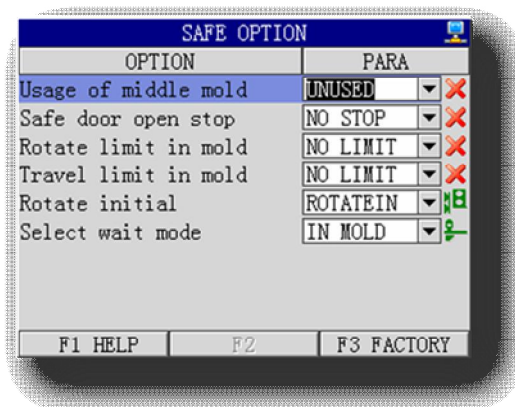 SAFE OPTION
OPTION PARA
Usage of middle mold UNUSED
Safe door open stop NO STOP
Rotate limit in mold NO LIMIT
Travel limit in mold NO LIMIT
Rotate initial ROTATEIN
Select wait mode IN MOLD
F1 HELP F2 F3 FACTORY